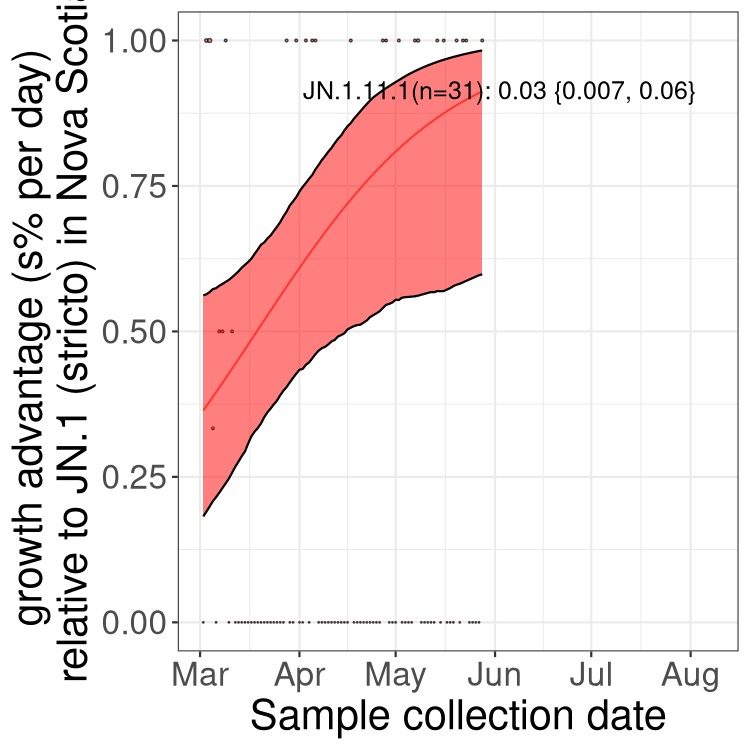 growth advantage (s% per day)
relative to JN.1 (stricto) in Nova Scotia
1.00
0.75
0.50
0.25
0.00
JN.1.11.1(n=31): 0.03 {0.007, 0.06}
Mar Apr May Jun Jul Aug
Sample collection date